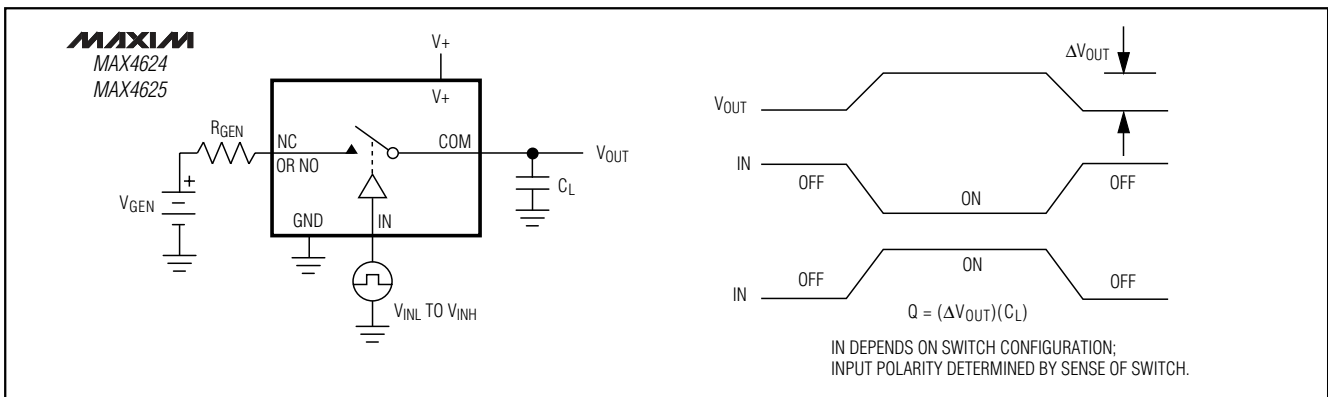 MAXIM
MAX4624
MAX4625
V+
V+
RGEN
NC
OR NO
COM
VOUT
CL
VGEN
+
GND
IN
VINL TO VINH
ΔVOUT
VOUT
IN
OFF
ON
OFF
IN
OFF
ON
OFF
Q = (ΔVOUT)(CL)
IN DEPENDS ON SWITCH CONFIGURATION;
INPUT POLARITY DETERMINED BY SENSE OF SWITCH.